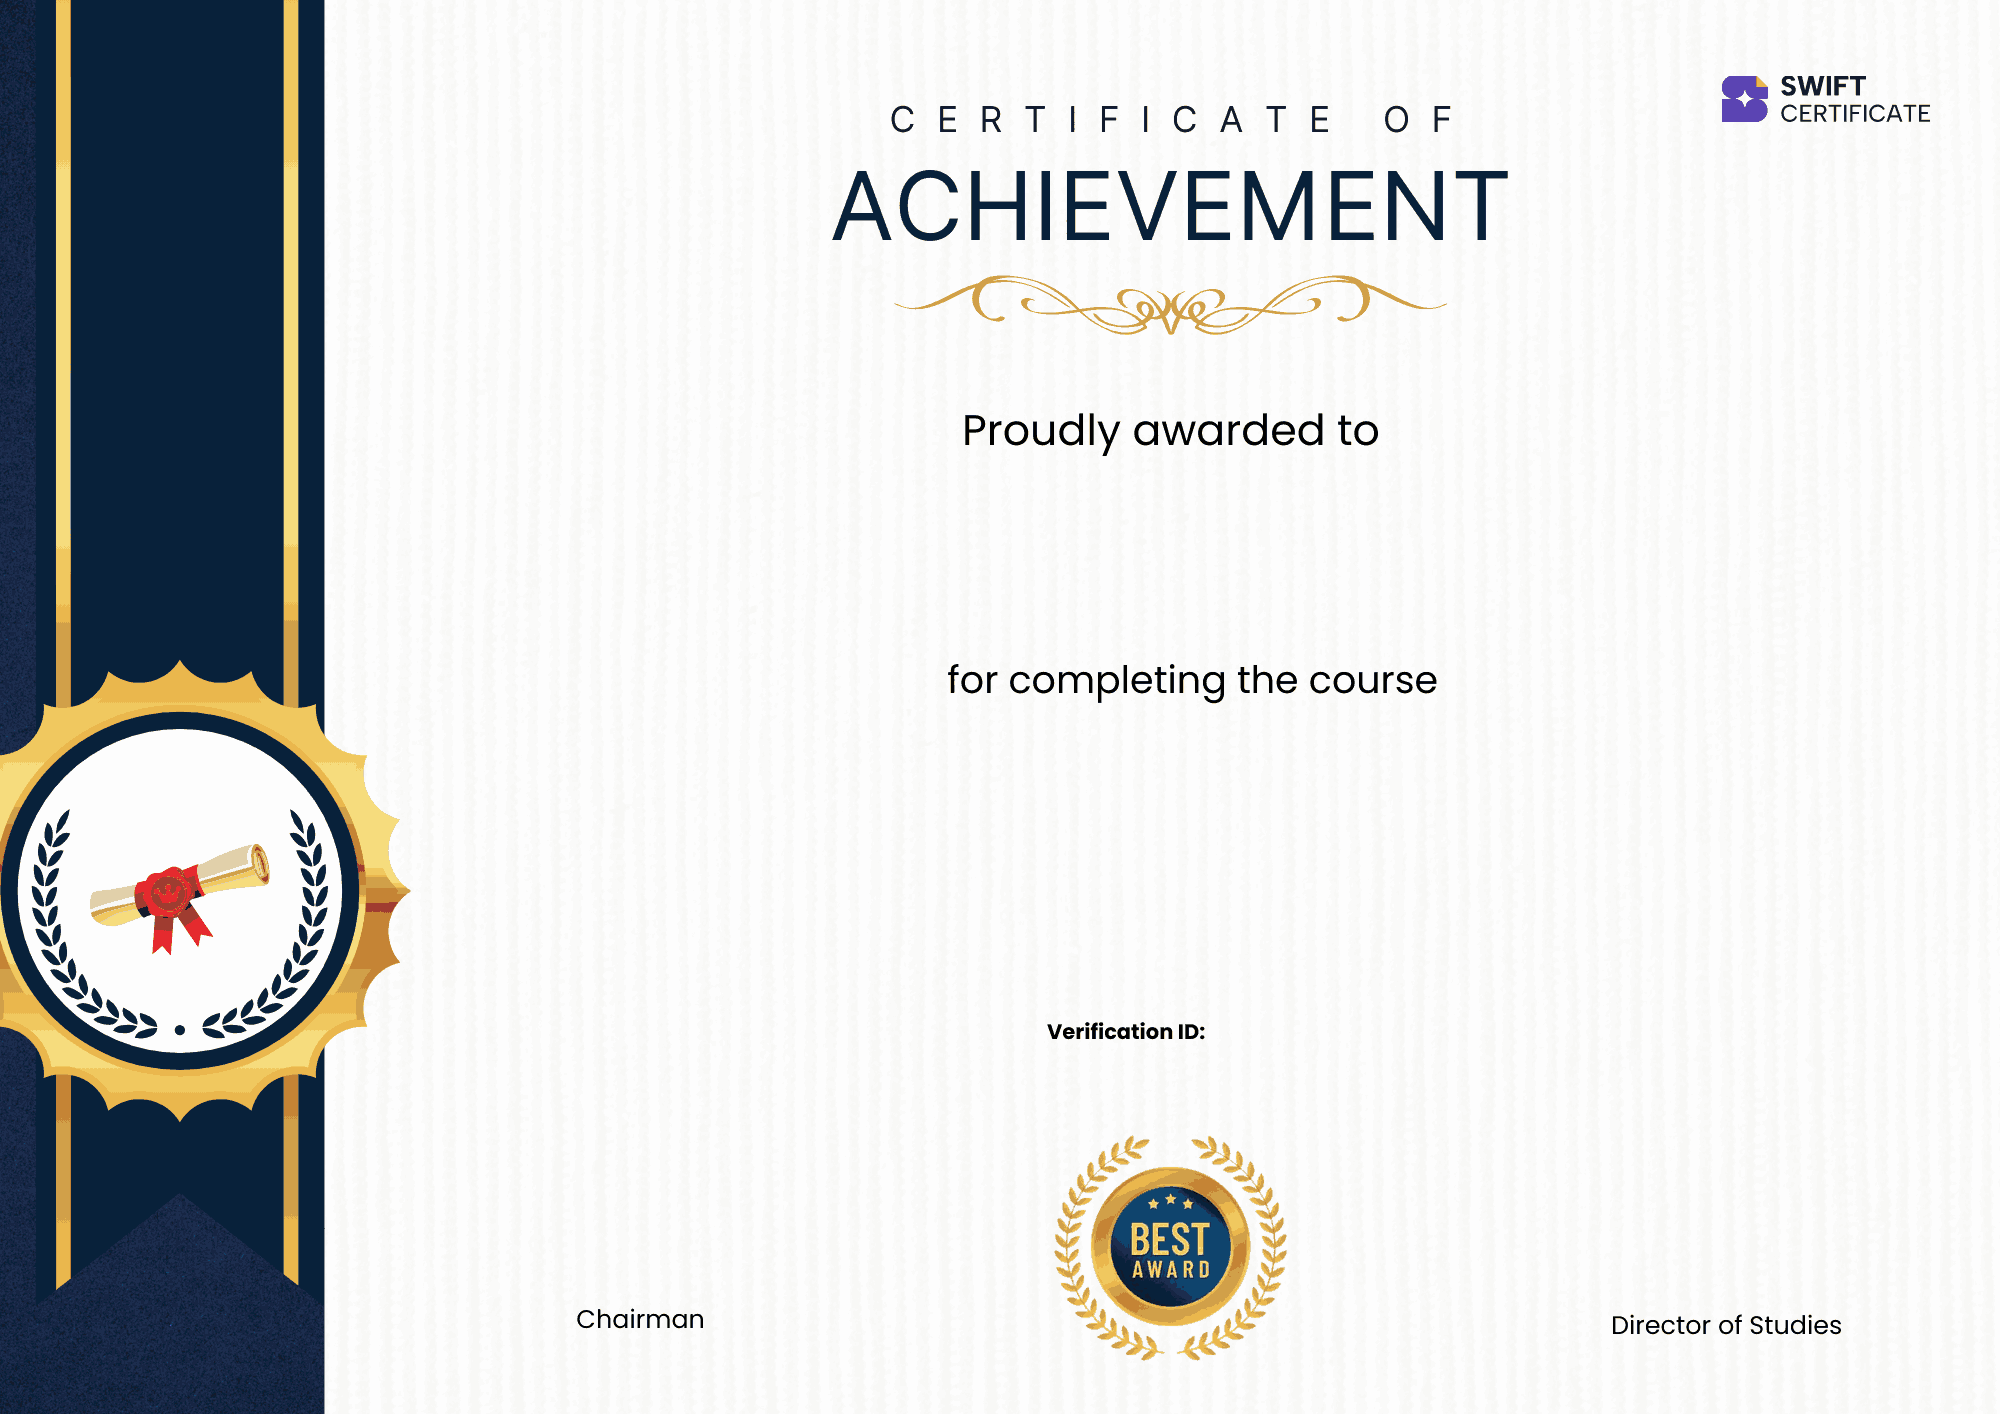 SWIFT
CERTIFICATE
CERTIFICATE OF
ACHIEVEMENT
Proudly awarded to
for completing the course
Verification ID:
BEST
AWARD
Chairman
Director of Studies